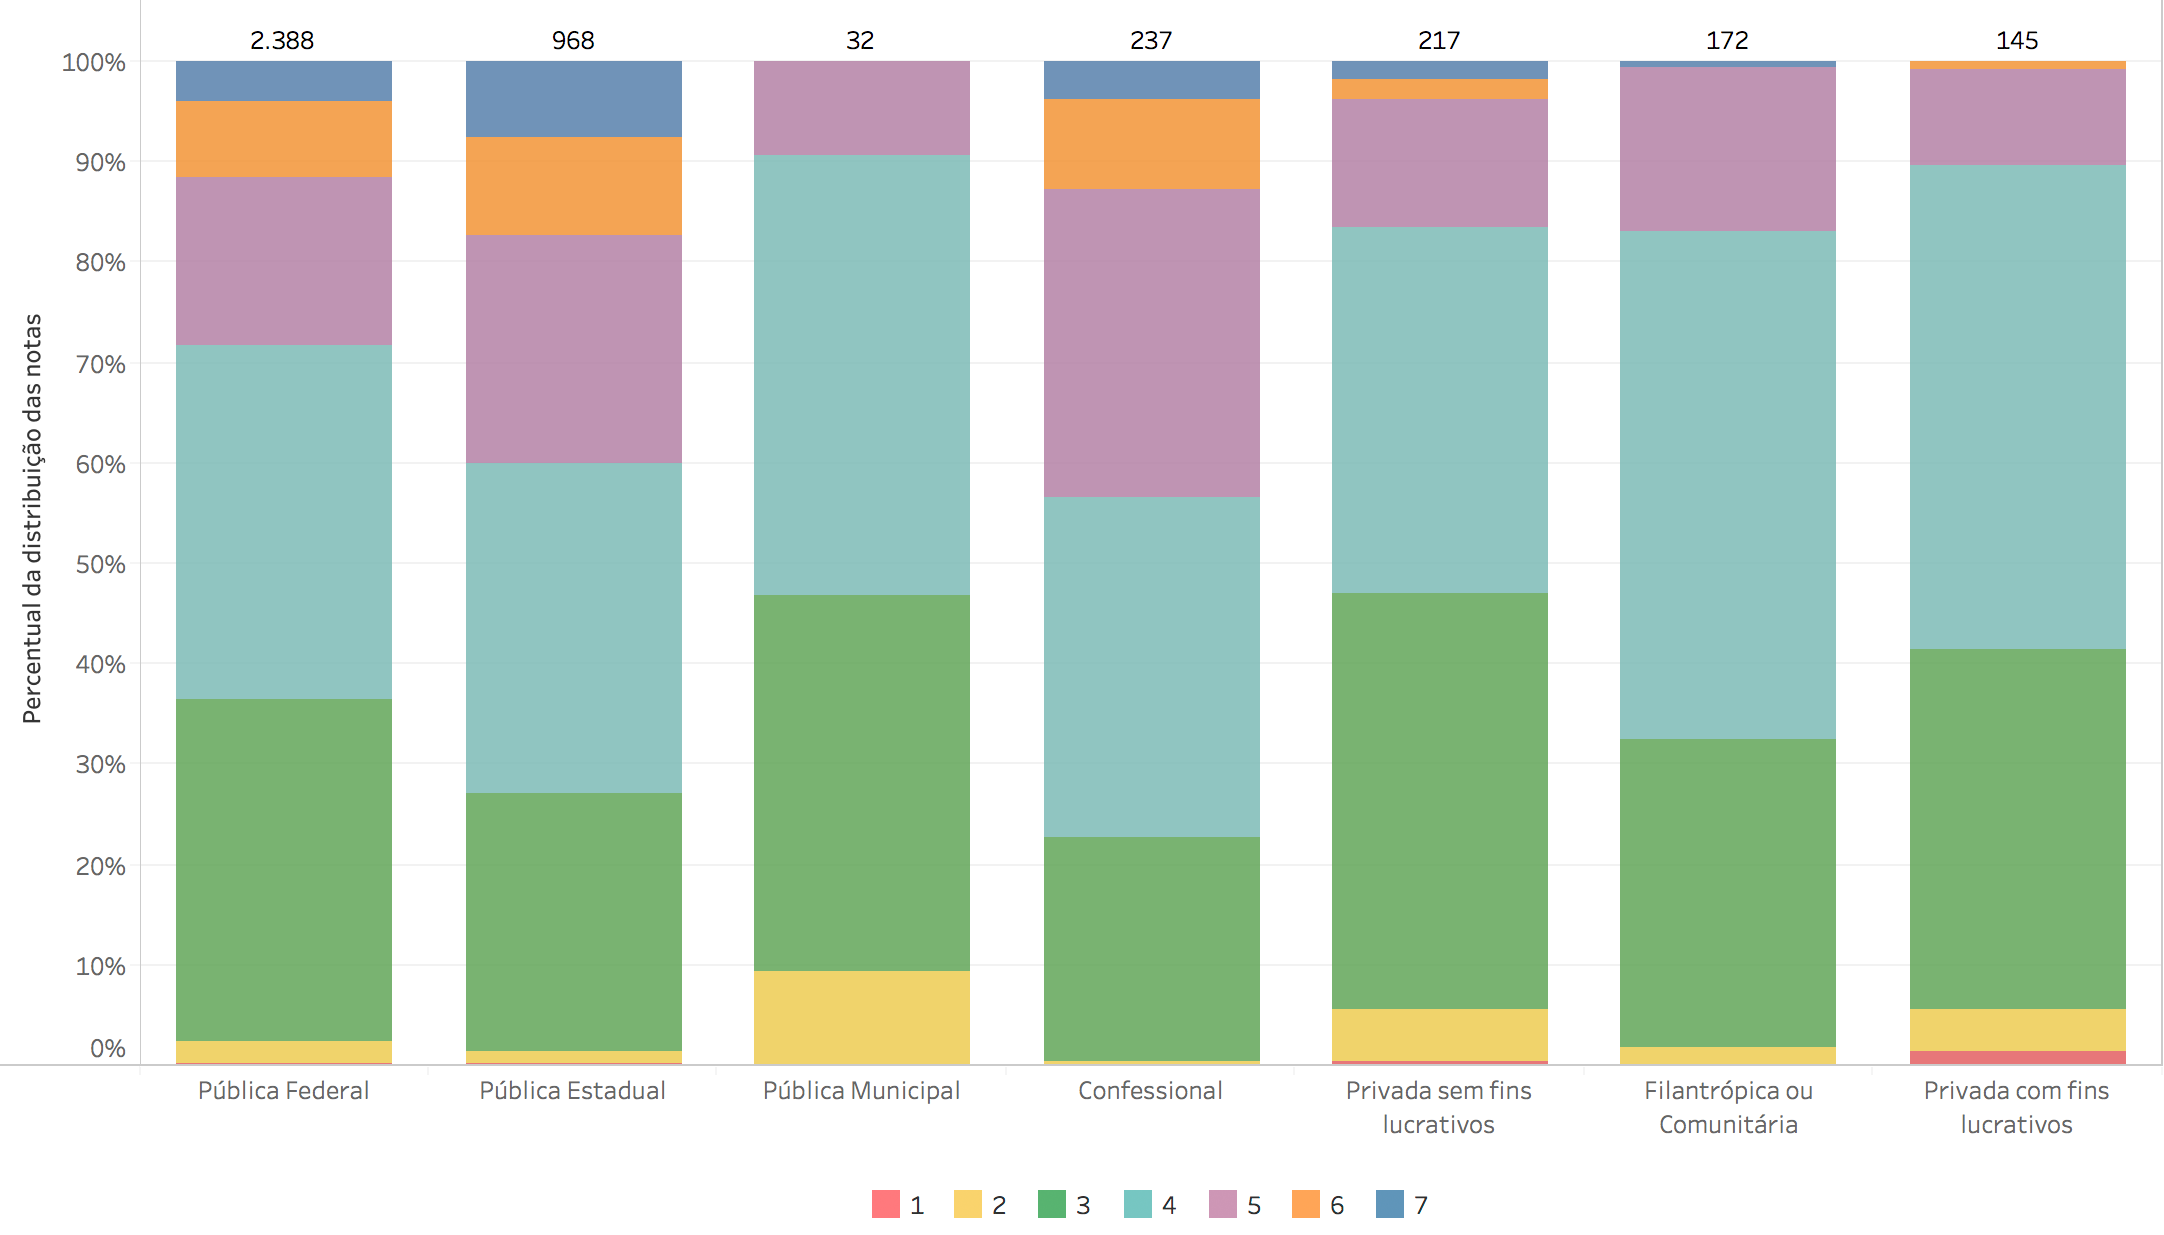 2.388 968 32 237 217 172 145
100%
90%
80%
70%
60%
50%
40%
30%
20%
10%
0%
Percentual da distribuição das notas
Pública Federal Pública Estadual Pública Municipal Confessional Privada sem fins Filantrópica ou Privada com fins
lucrativos Comunitária lucrativos
1 2 3 4 5 6 7